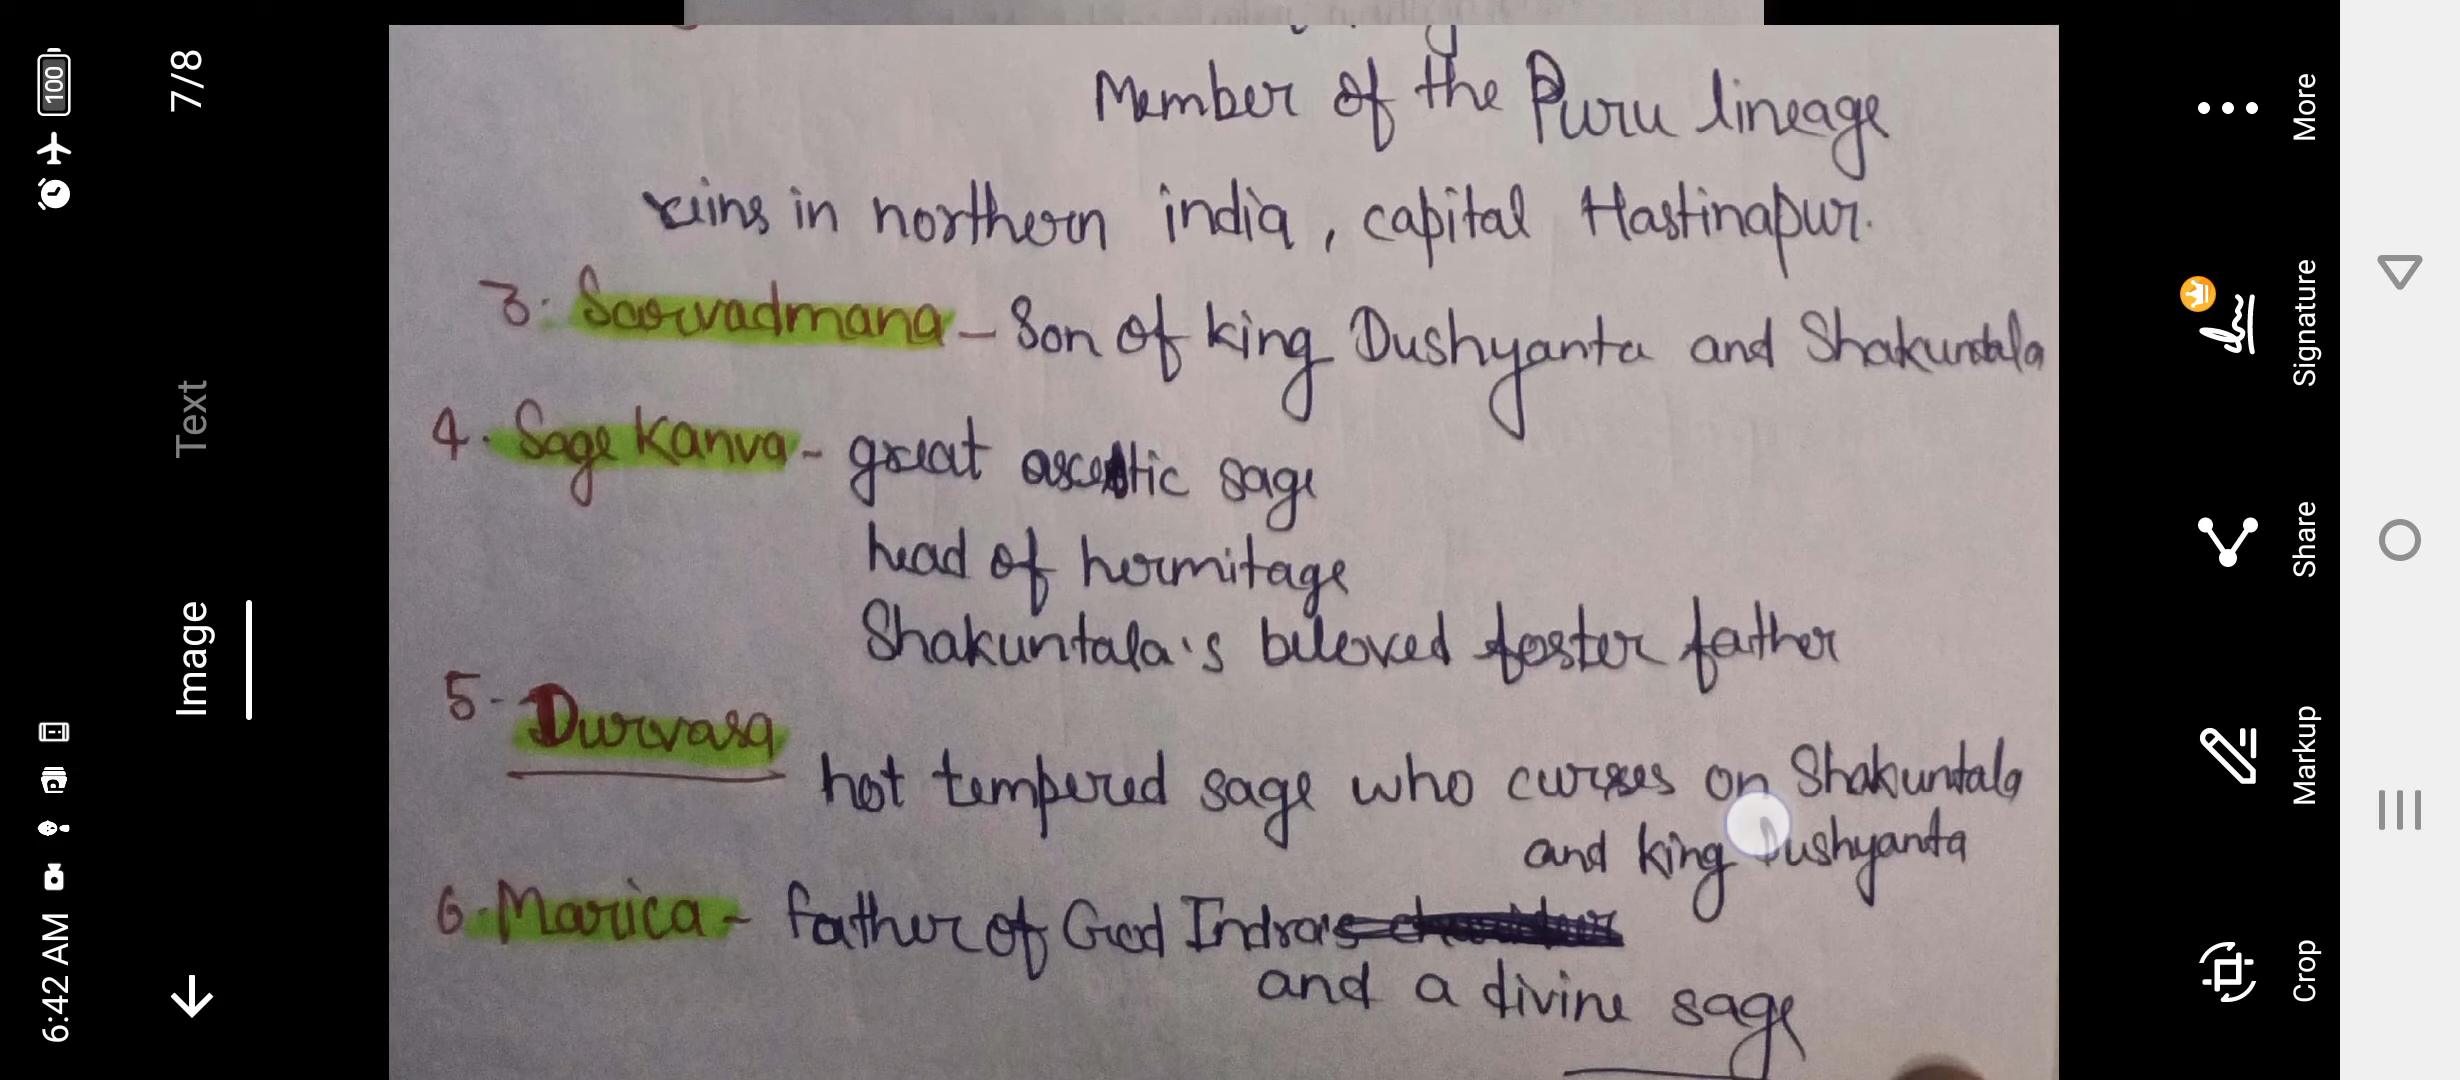 Member of the Puru lineage
reins in northern india, capital Hastinapur.
3. Sarvadmana - Son of king Dushyanta and Shakuntala
4. Sage Kanva - great ascetic sage
head of hermitage
Shakuntala's beloved foster father
5- Durvasa
hot tempered sage who curses on Shakuntala
and king Dushyanta
6. Marica - father of God Indra's
and a divine sage
6:42 AM
100
7/8
Text
Image
More
Signature
Share
Markup
Crop